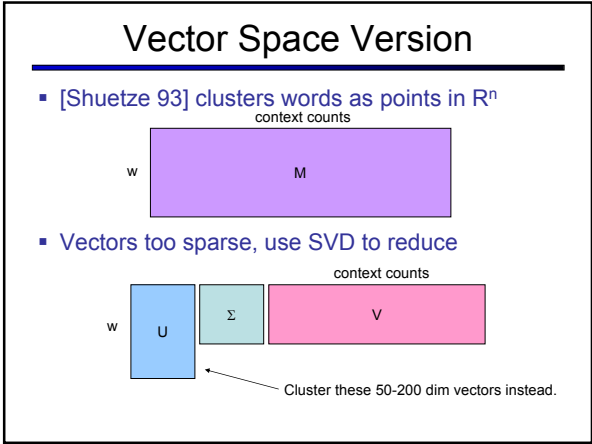 Vector Space Version
▪ [Shuetze 93] clusters words as points in Rⁿ
context counts
w
M
▪ Vectors too sparse, use SVD to reduce
context counts
w
U
Σ
V
Cluster these 50-200 dim vectors instead.